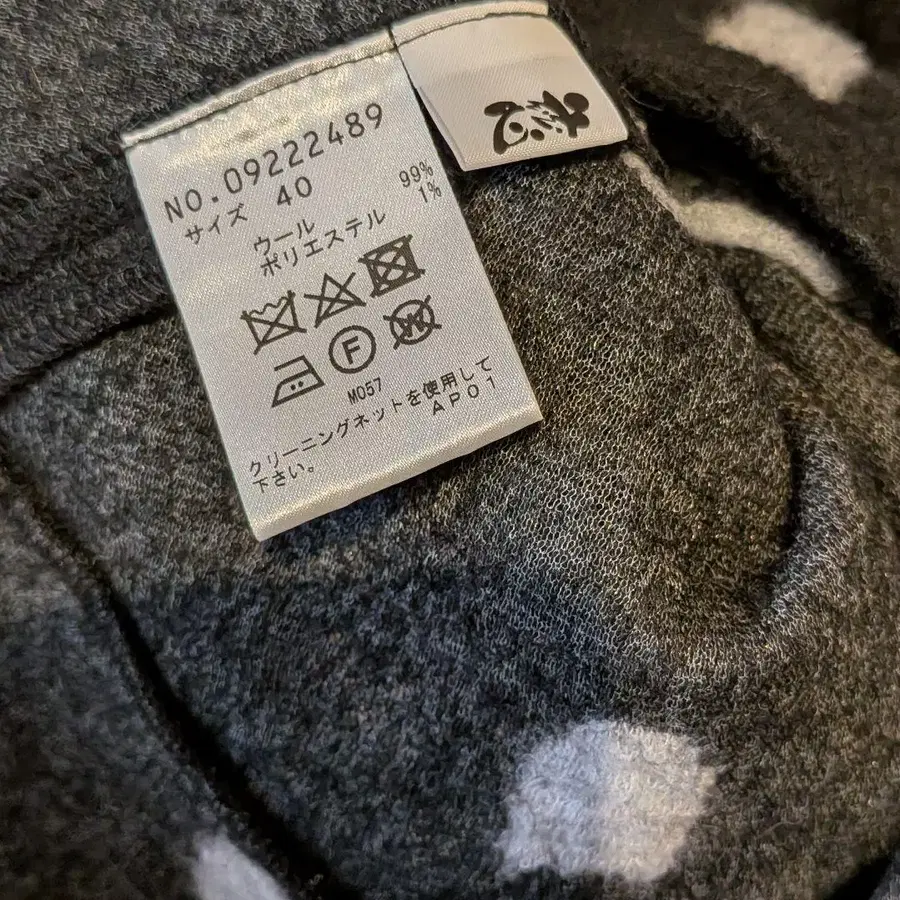 NO.09222489
サイズ 40
ウール 99%
ポリエステル 1%
F
W
M057
クリーニングネットを使用して
下さい。
AP01